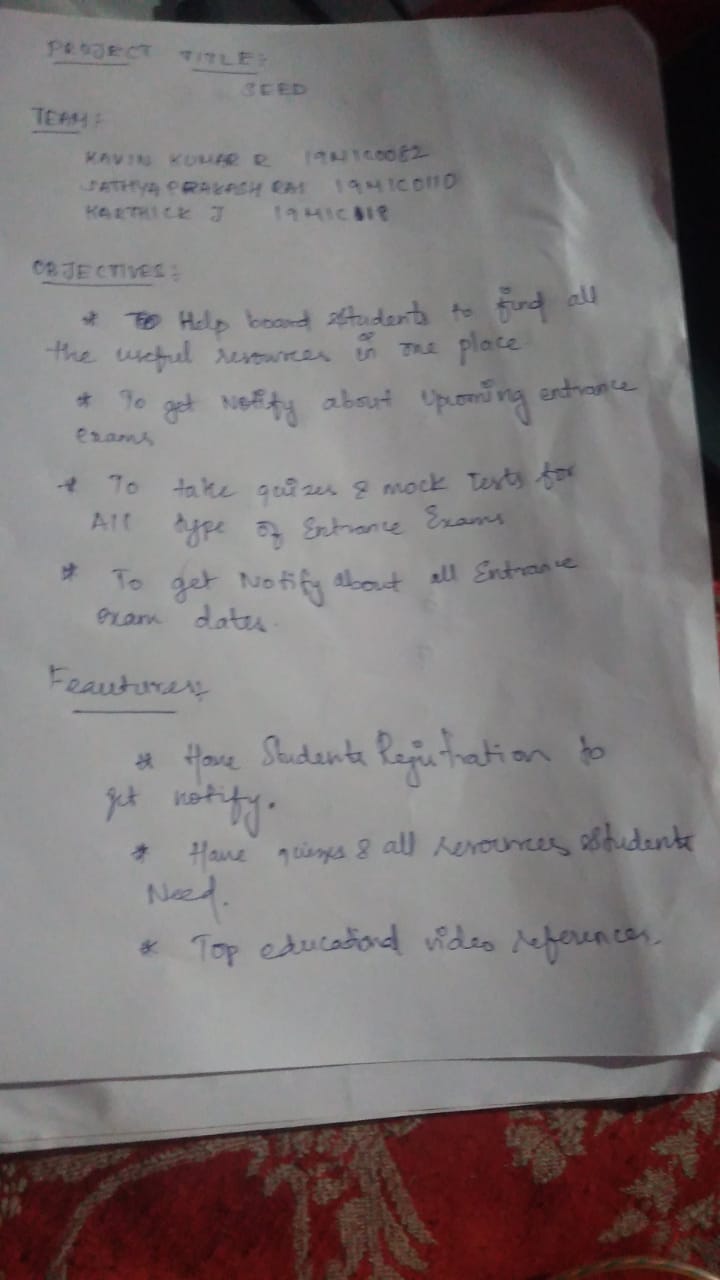 PROJECT TITLE:
SEED
TEAM:
KAVIN KUMAR R 19MIC0082
SATHYA PRAKASH 19MIC0110
KARTHICK J 19MIC
OBJECTIVES:
* To Help board students to find all
the useful resources in one place
* To get Notify about Upcoming entrance
exams
* To take quizes & mock Tests for
All type of Entrance Exams
* To get Notify about all Entrance
exam dates.
Feautures:
* Have Students Registration to
get notify.
* Have & all resources students
Need.
* Top educational video references.